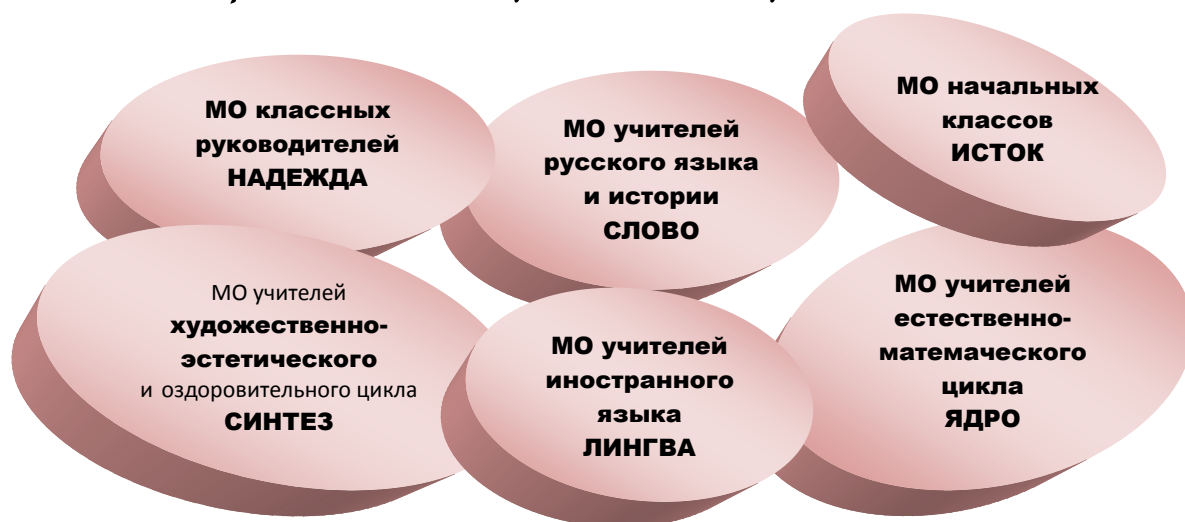 МО классных
руководителей
НАДЕЖДА
МО учителей
русского языка
и истории
СЛОВО
МО начальных
классов
ИСТОК
МО учителей
художественно-
эстетического
и оздоровительного цикла
СИНТЕЗ
МО учителей
иностранного
языка
ЛИНГВА
МО учителей
естественно-
матемаческого
цикла
ЯДРО